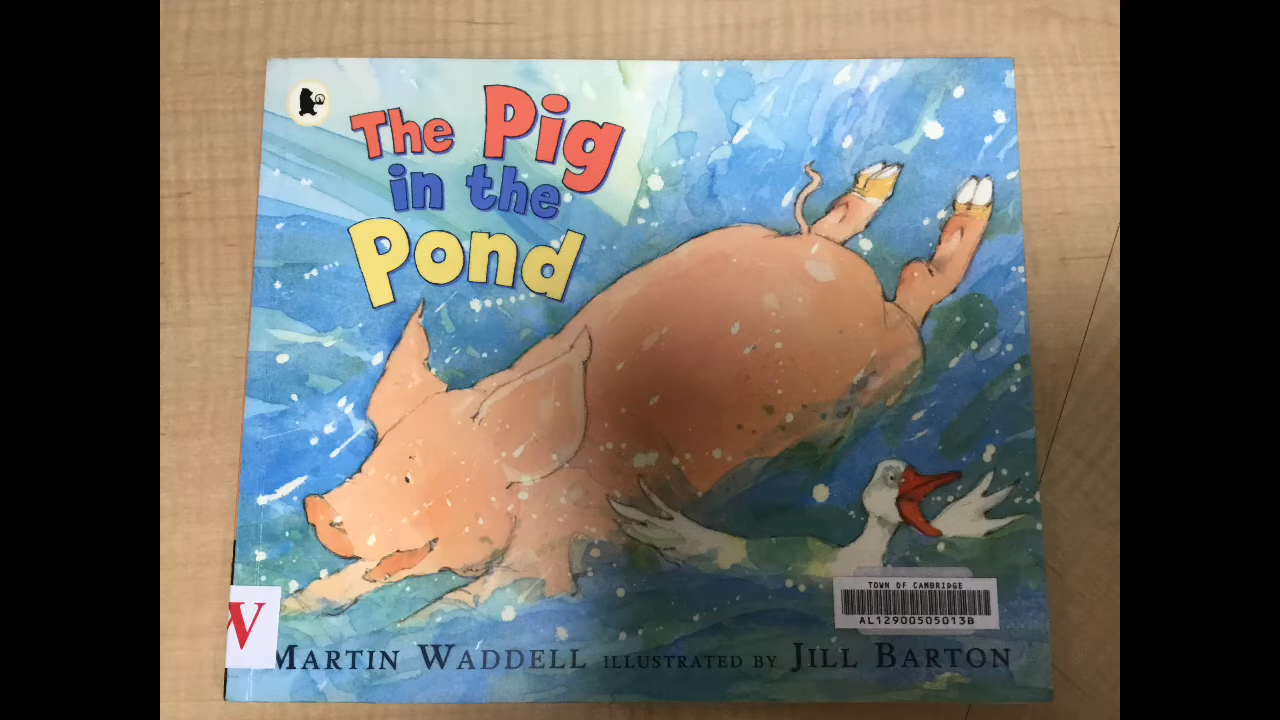 The Pig
in the
Pond
TOWN OF CAMBRIDGE
AL12900505013B
W
MARTIN WADDELL ILLUSTRATED BY JILL BARTON